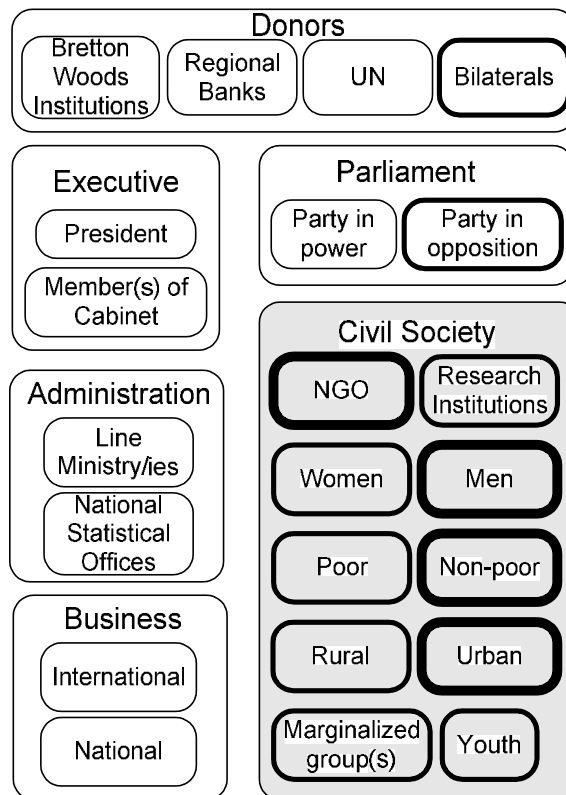 Donors
Bretton
Woods
Institutions
Regional
Banks
UN
Bilaterals
Executive
President
Member(s) of
Cabinet
Parliament
Party in
power
Party in
opposition
Administration
Line
Ministry/ies
National
Statistical
Offices
Business
International
National
Civil Society
NGO
Research
Institutions
Women
Men
Poor
Non-poor
Rural
Urban
Marginalized
group(s)
Youth